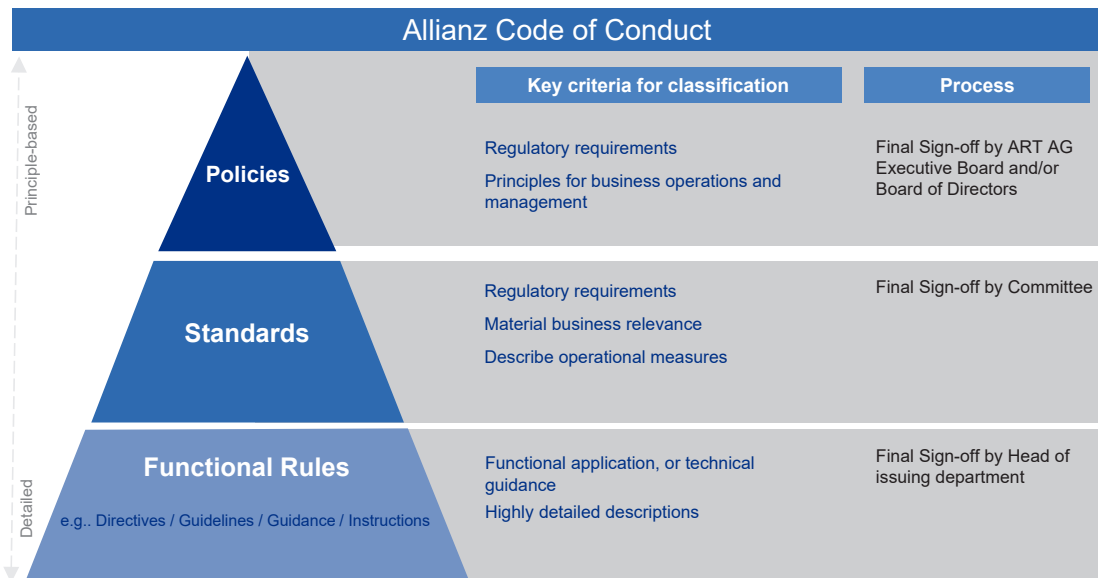 Allianz Code of Conduct
Key criteria for classification
Process
Principle-based
Policies
Regulatory requirements
Principles for business operations and
management
Final Sign-off by ART AG
Executive Board and/or
Board of Directors
Standards
Regulatory requirements
Material business relevance
Describe operational measures
Final Sign-off by Committee
Detailed
Functional Rules
e.g.. Directives / Guidelines / Guidance / Instructions
Functional application, or technical
guidance
Highly detailed descriptions
Final Sign-off by Head of
issuing department